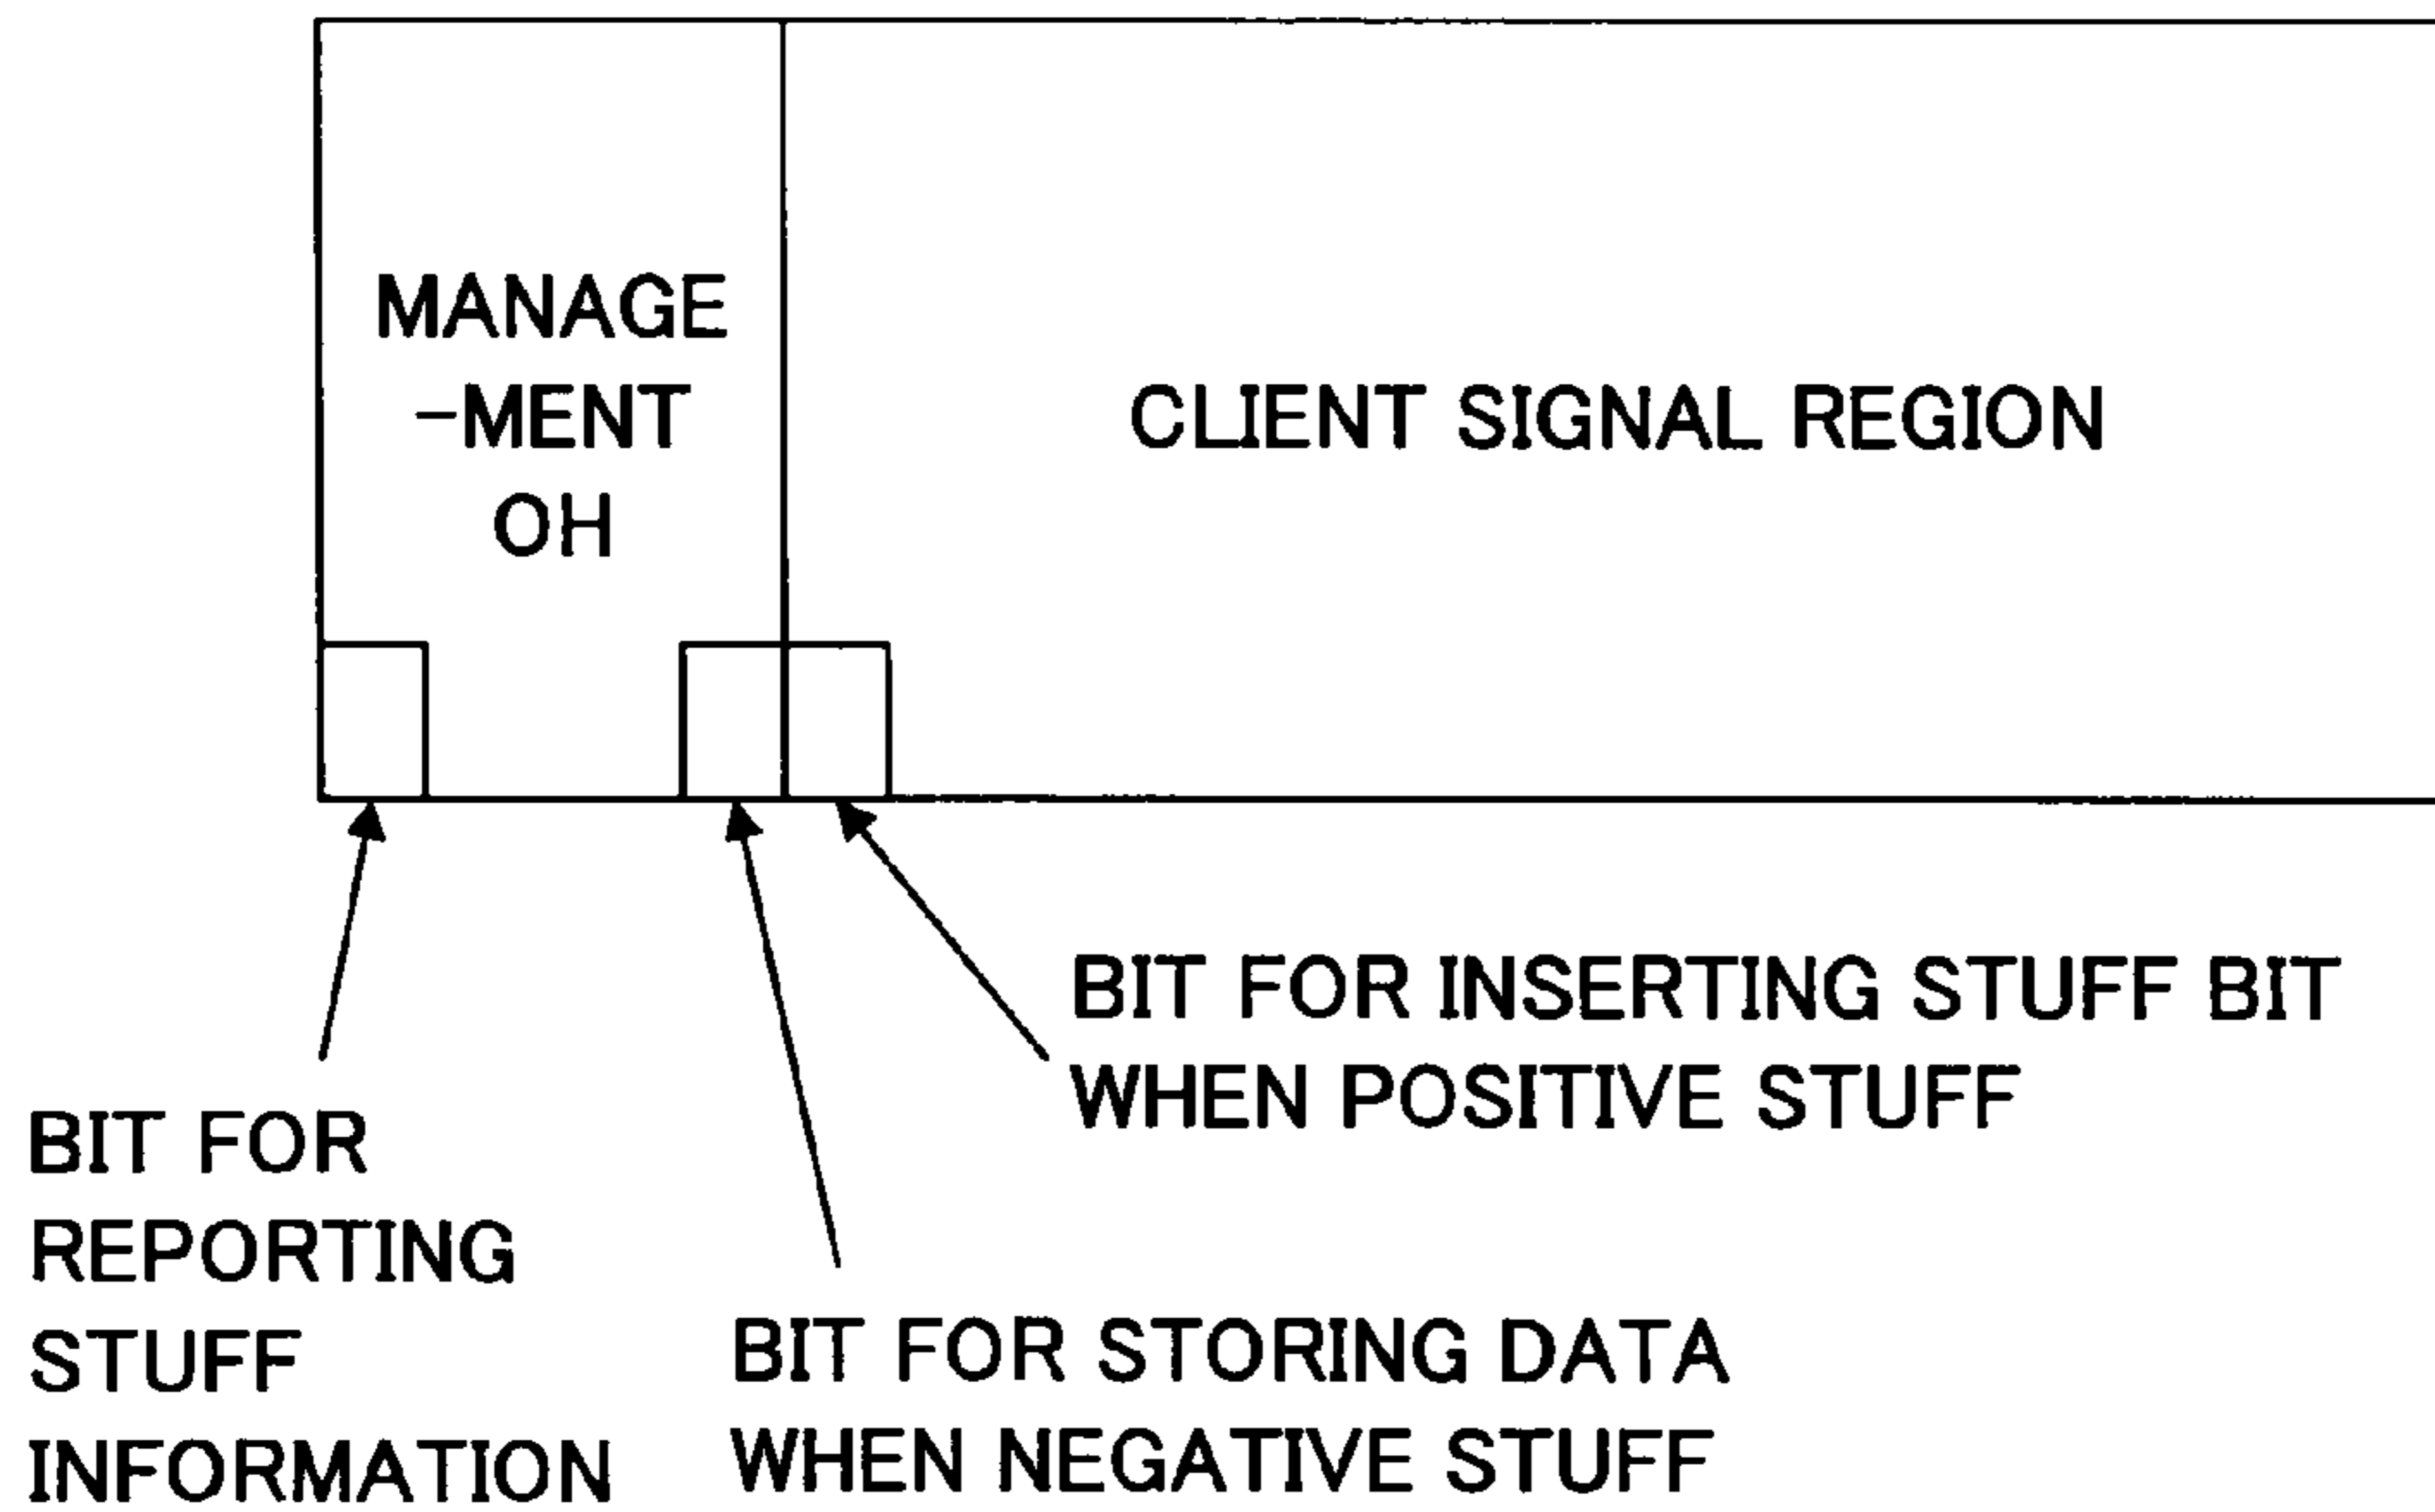 MANAGE
-MENT
OH
CLIENT SIGNAL REGION
BIT FOR INSERTING STUFF BIT
WHEN POSITIVE STUFF
BIT FOR
REPORTING
STUFF
INFORMATION
BIT FOR STORING DATA
WHEN NEGATIVE STUFF